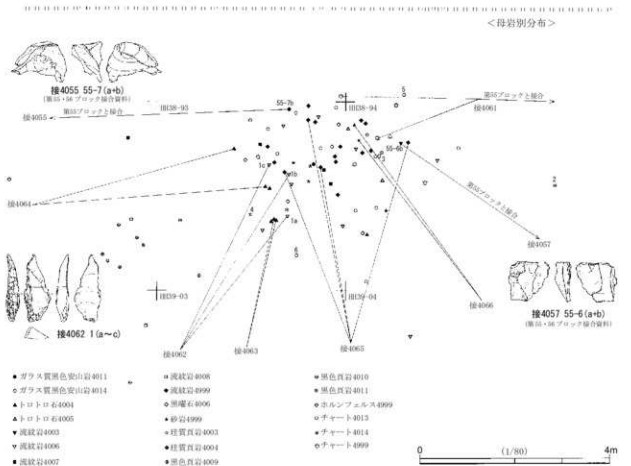 <母岩別分布>
接4055 55-7(a+b)
(第55・56ブロック接合資料)
接4055
第55ブロックと接合
HH38-93
55-7b
HH38-94
5
第55ブロックと接合
接4061
55-6b
3
1c
1b
接4064
4
1a
6
第55ブロックと接合
接4057
HH39-03
HH39-04
接4066
接4057 55-6(a+b)
(第55・56ブロック接合資料)
接4062 1(a~c)
接4062
接4063
接4065
ガラス質黒色安山岩4011
ガラス質黒色安山岩4014
トロトロ石4004
トロトロ石4005
流紋岩4003
流紋岩4006
流紋岩4007
流紋岩4008
流紋岩4999
黒曜石4006
砂岩4999
珪質頁岩4003
珪質頁岩4004
黒色頁岩4009
黒色頁岩4010
黒色頁岩4011
ホルンフェルス4999
チャート4013
チャート4014
チャート4999
0 (1/80) 4m